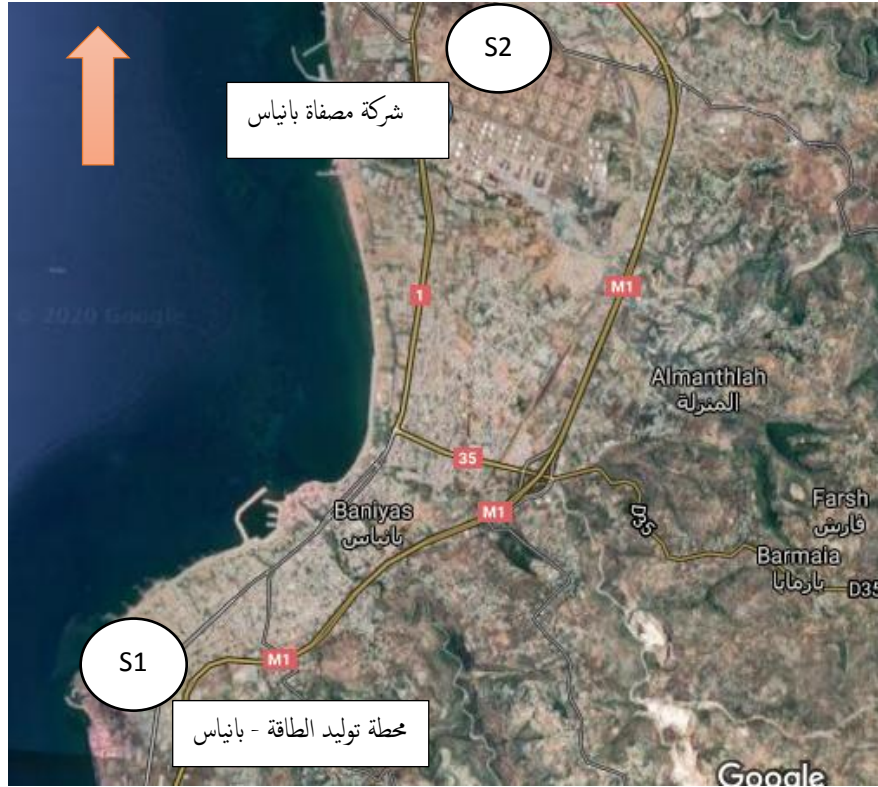 S2
شركة مصفاة بانياس
© 2020 Google
1
M1
Almanthlah
المنزلة
35
M1
Baniyas
بانياس
D35
Farsh
فارش
Barmaia
بارمايا
D35
S1
M1
محطة توليد الطاقة - بانياس
Google